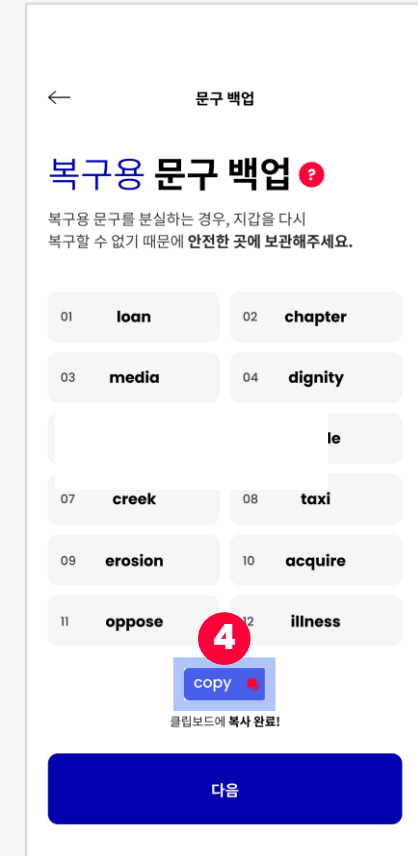 문구 백업
복구용 문구 백업 ?
복구용 문구를 분실하는 경우, 지갑을 다시
복구할 수 없기 때문에 안전한 곳에 보관해주세요.
01 loan 02 chapter
03 media 04 dignity
07 creek 08 taxi
09 erosion 10 acquire
11 oppose 12 illness
4
copy
클립보드에 복사 완료!
다음